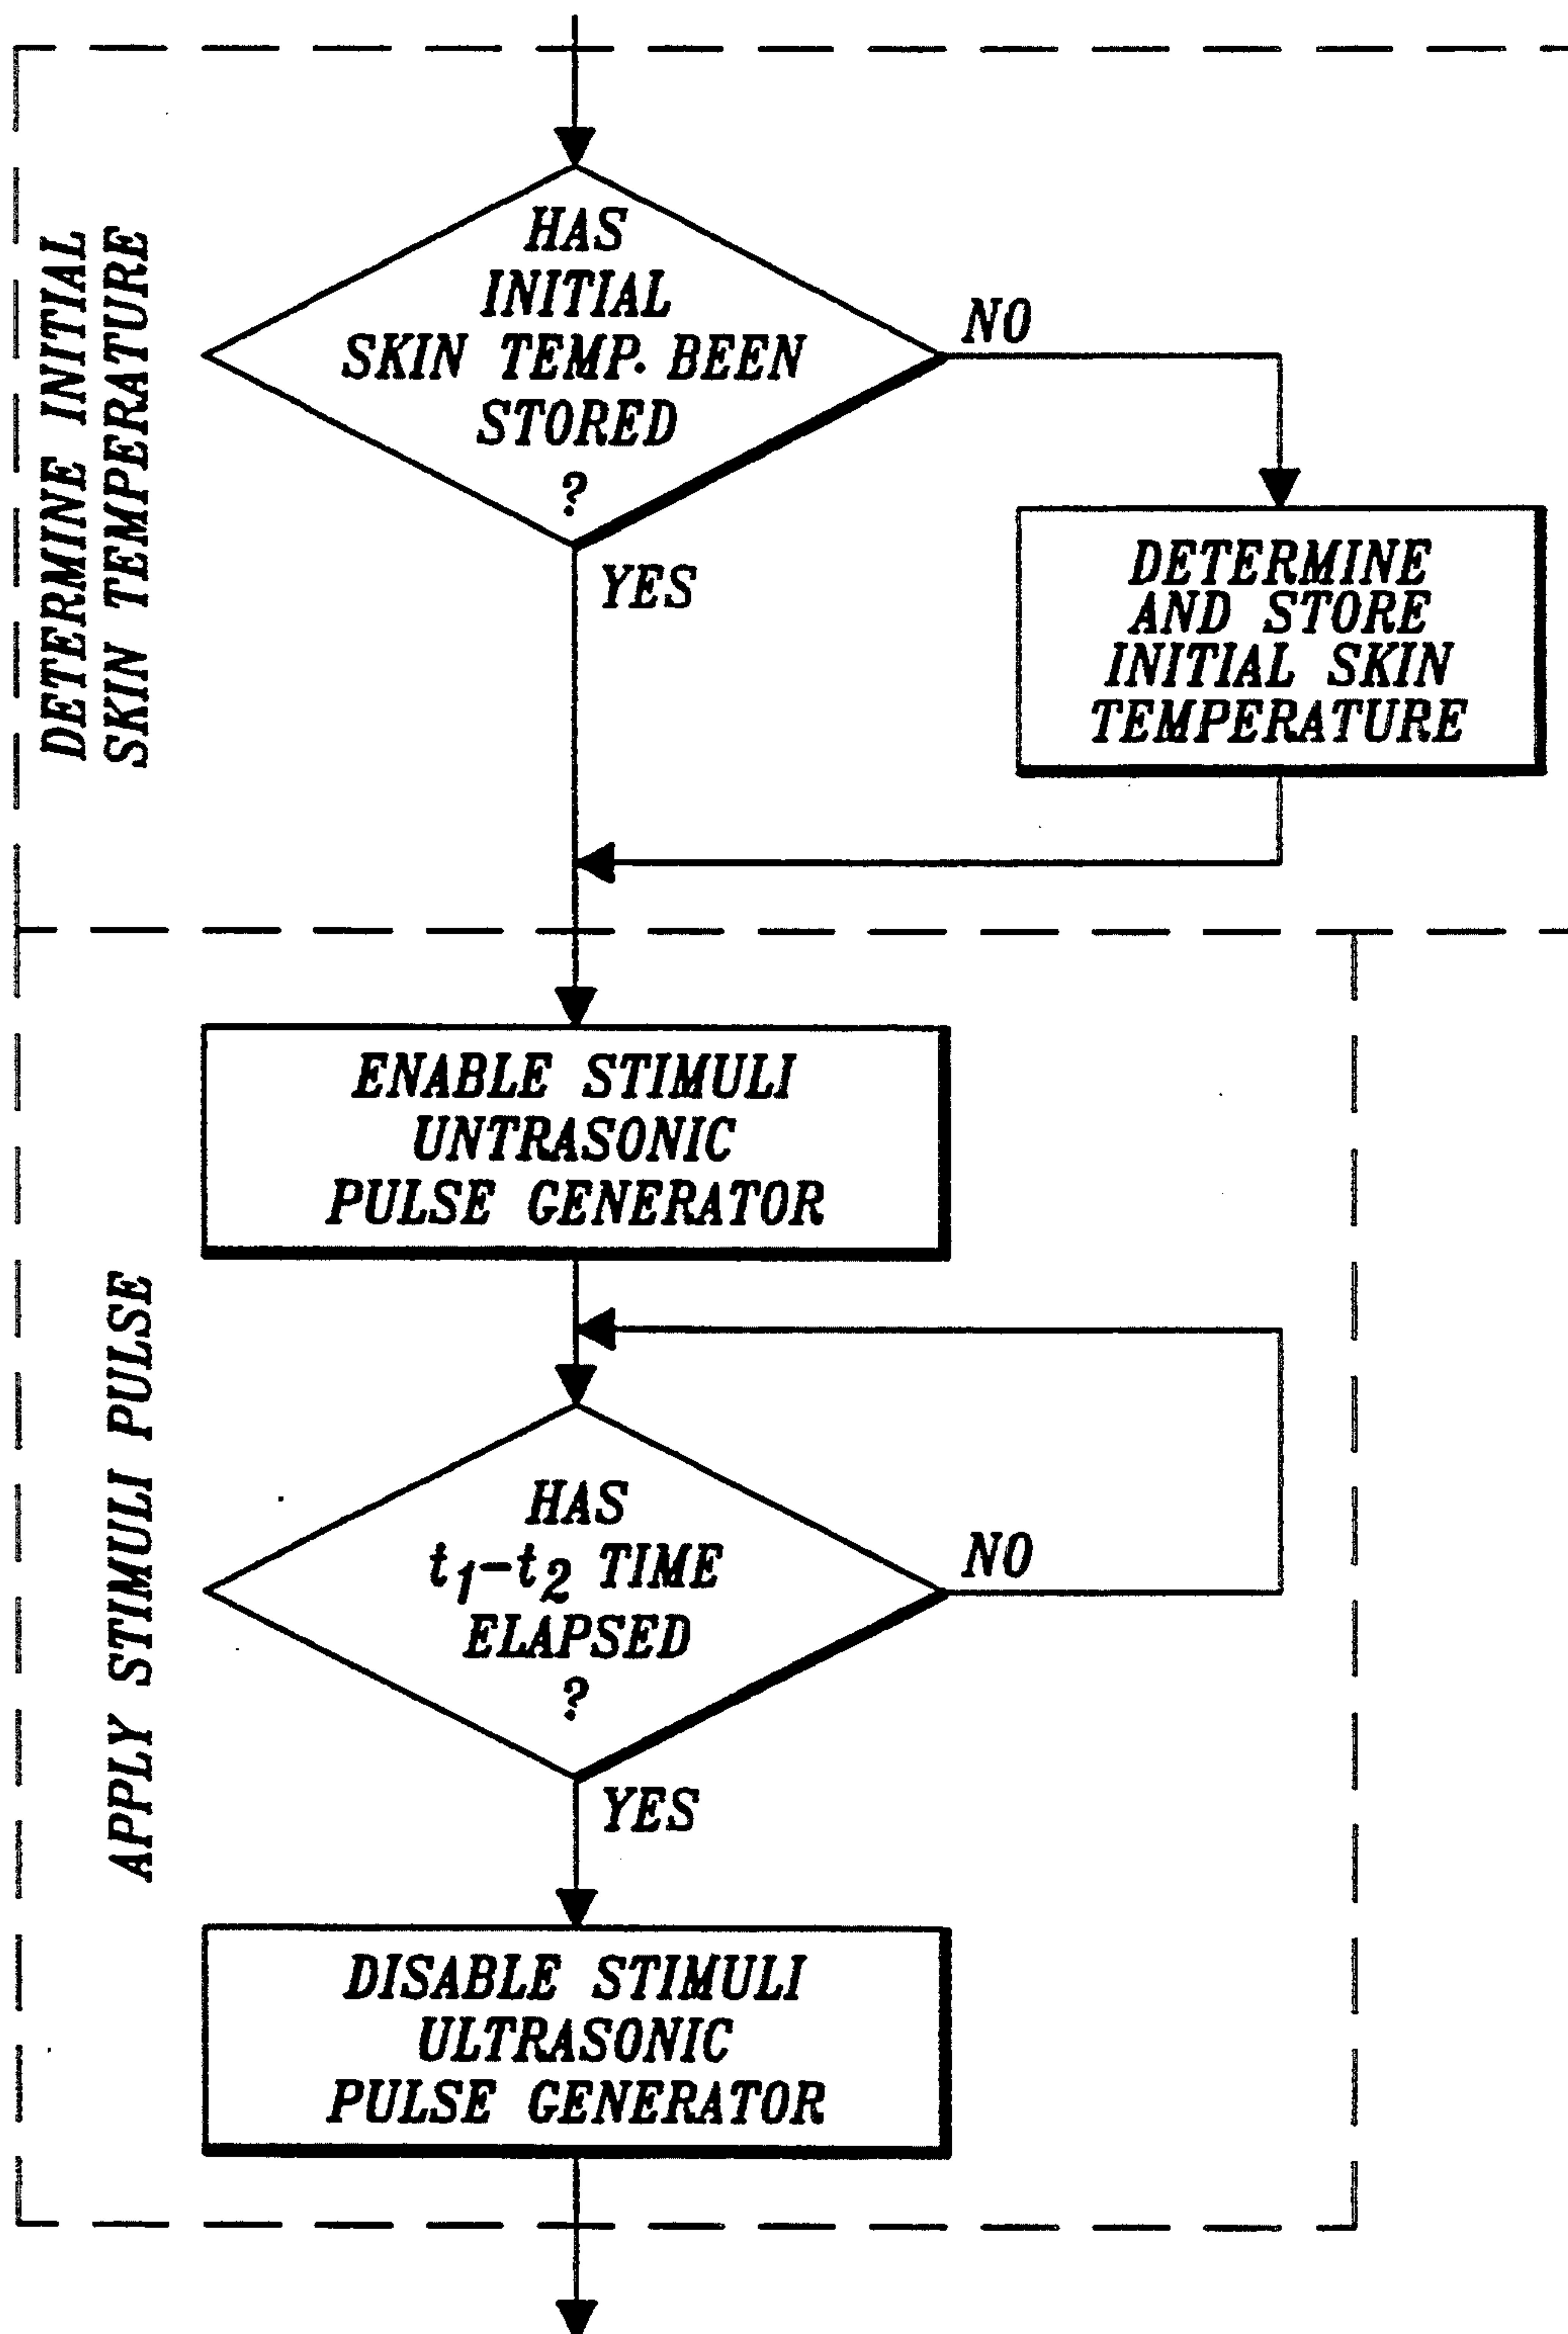 DETERMINE INITIAL
SKIN TEMPERATURE
HAS
INITIAL
SKIN TEMP. BEEN
STORED
?
NO
YES
DETERMINE
AND STORE
INITIAL SKIN
TEMPERATURE
APPLY STIMULI PULSE
ENABLE STIMULI
UNTRASONIC
PULSE GENERATOR
HAS
t1-t2 TIME
ELAPSED
?
NO
YES
DISABLE STIMULI
ULTRASONIC
PULSE GENERATOR